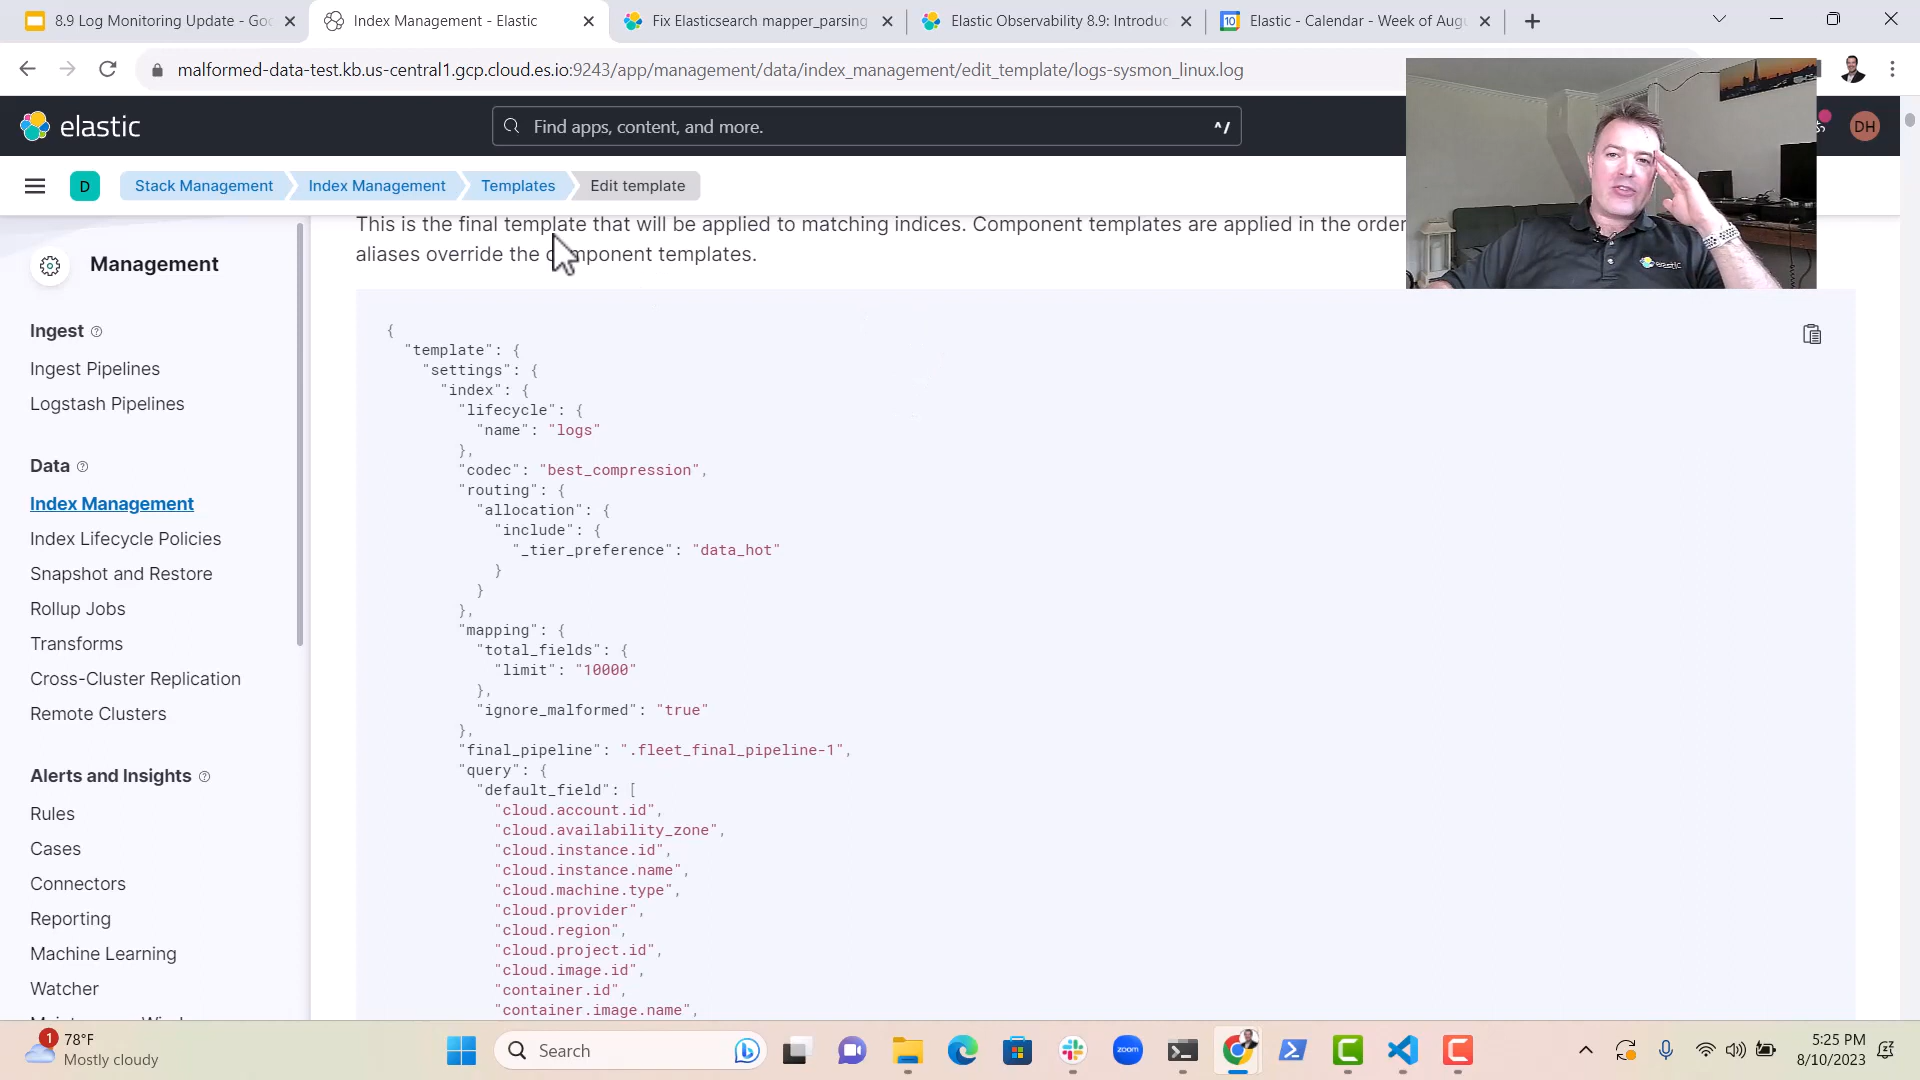 8.9 Log Monitoring Update - Goo
Index Management - Elastic
Fix Elasticsearch mapper_parsing
Elastic Observability 8.9: Introduc
Elastic - Calendar - Week of Aug
malformed-data-test.kb.us-central1.gcp.cloud.es.io:9243/app/management/data/index_management/edit_template/logs-sysmon_linux.log
elastic
Find apps, content, and more.
^/
DH
D
Stack Management
Index Management
Templates
Edit template
This is the final template that will be applied to matching indices. Component templates are applied in the order
aliases override the component templates.
Management
Ingest
Ingest Pipelines
Logstash Pipelines
Data
Index Management
Index Lifecycle Policies
Snapshot and Restore
Rollup Jobs
Transforms
Cross-Cluster Replication
Remote Clusters
Alerts and Insights
Rules
Cases
Connectors
Reporting
Machine Learning
Watcher
{
"template": {
"settings": {
"index": {
"lifecycle": {
"name": "logs"
},
"codec": "best_compression",
"routing": {
"allocation": {
"include": {
"_tier_preference": "data_hot"
}
}
},
"mapping": {
"total_fields": {
"limit": "10000"
},
"ignore_malformed": "true"
},
"final_pipeline": ".fleet_final_pipeline-1",
"query": {
"default_field": [
"cloud.account.id",
"cloud.availability_zone",
"cloud.instance.id",
"cloud.instance.name",
"cloud.machine.type",
"cloud.provider",
"cloud.region",
"cloud.project.id",
"cloud.image.id",
"container.id",
"container.image.name",
elastic
1
78°F
Mostly cloudy
Search
zoom
5:25 PM
8/10/2023